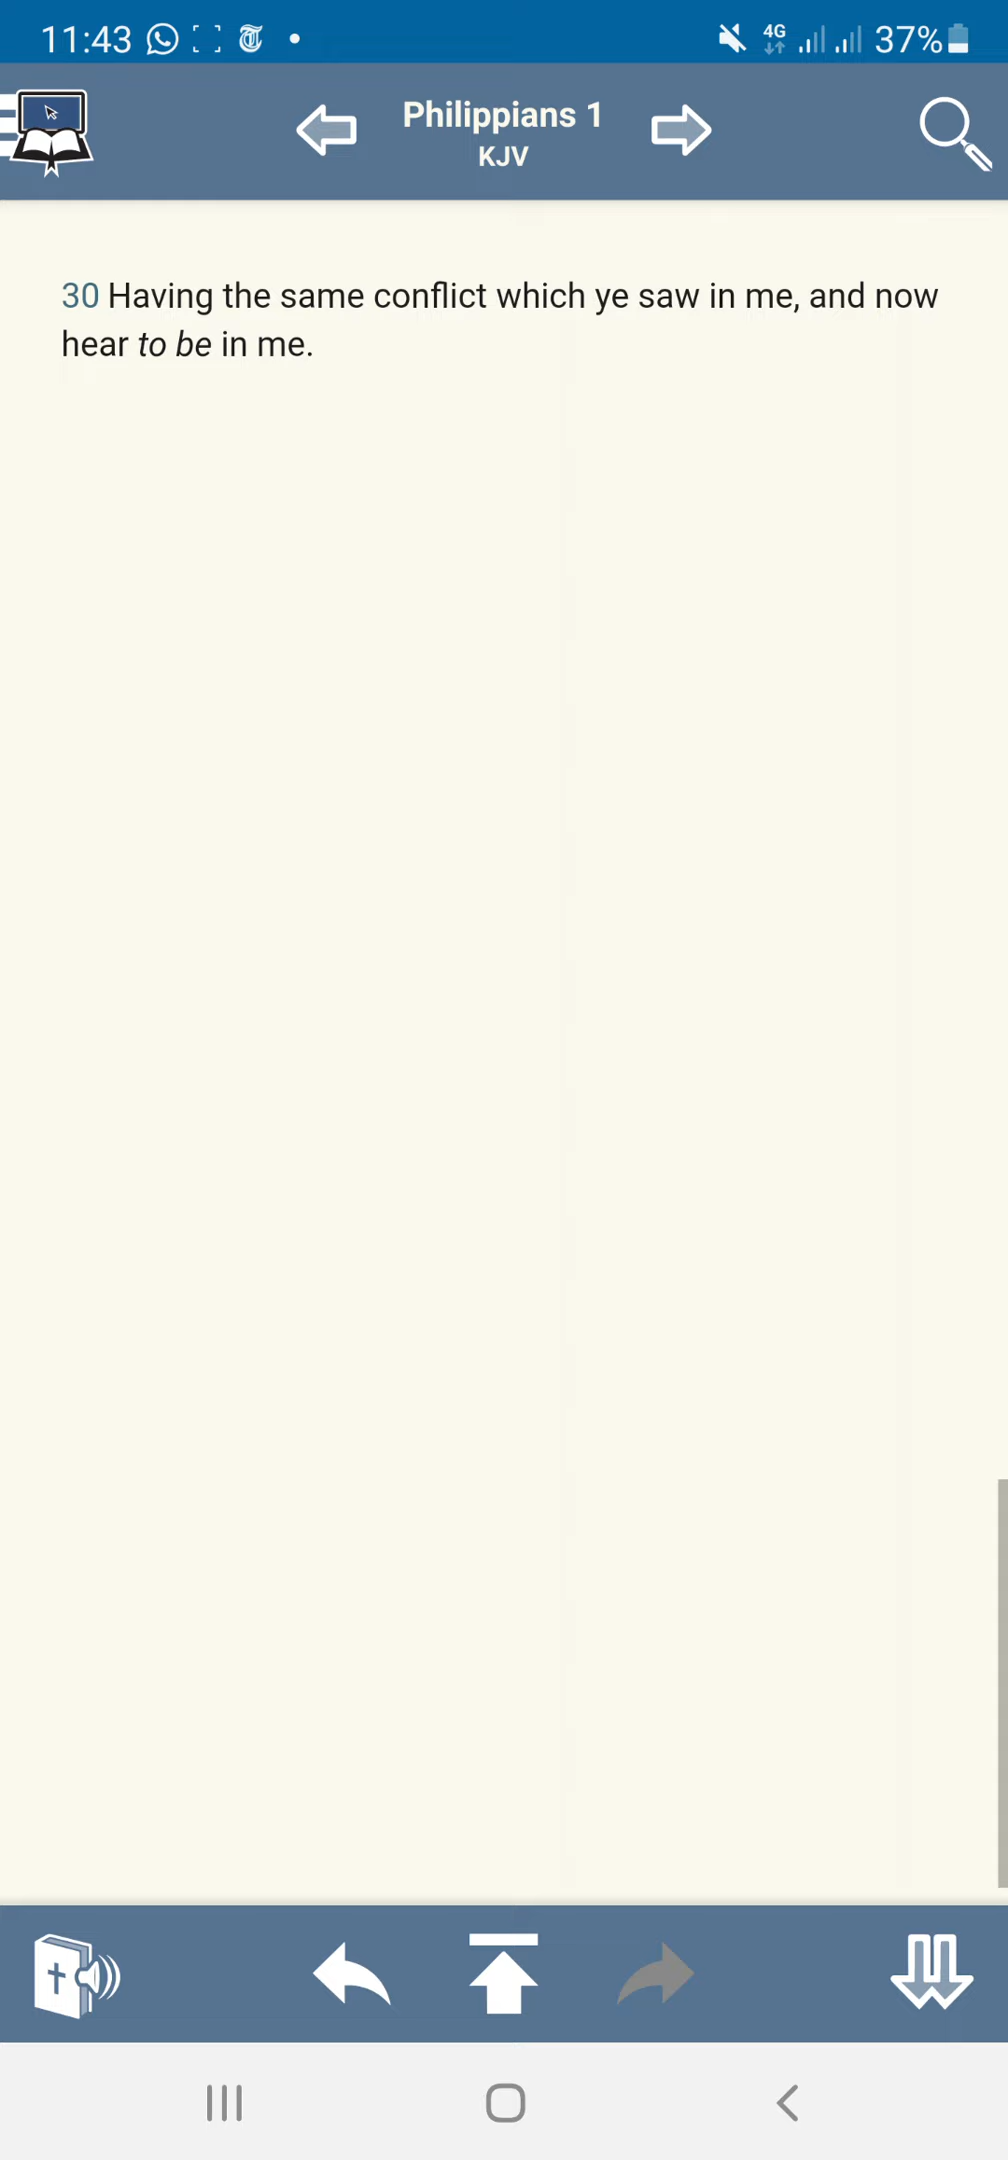 11:43
4G
37%
Philippians 1
KJV
30 Having the same conflict which ye saw in me, and now
hear to be in me.